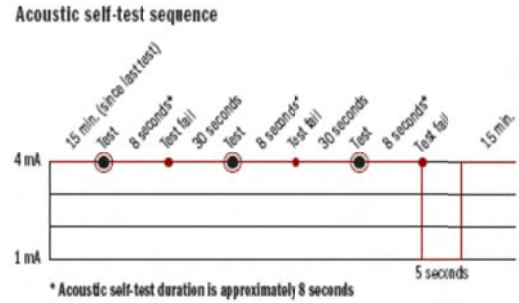 Acoustic self-test sequence
15 min. (since last test)
Test
8 seconds*
Test fail
30 seconds
Test
8 seconds*
Test fail
30 seconds
Test
8 seconds*
Test fail
15 min.
4 mA
1 mA
5 seconds
* Acoustic self-test duration is approximately 8 seconds